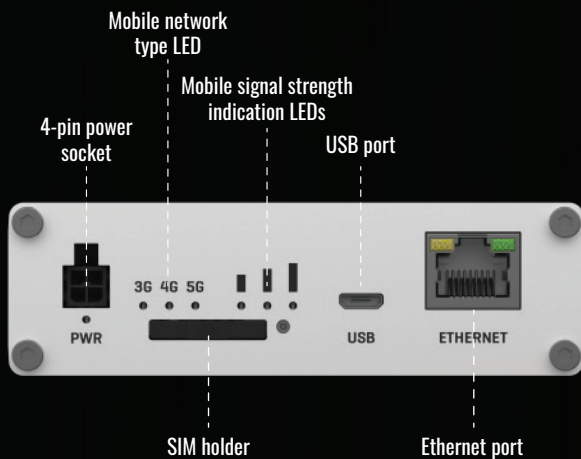 Mobile network
type LED
Mobile signal strength
indication LEDs
4-pin power
socket
USB port
3G 4G 5G
PWR
USB
ETHERNET
SIM holder
Ethernet port